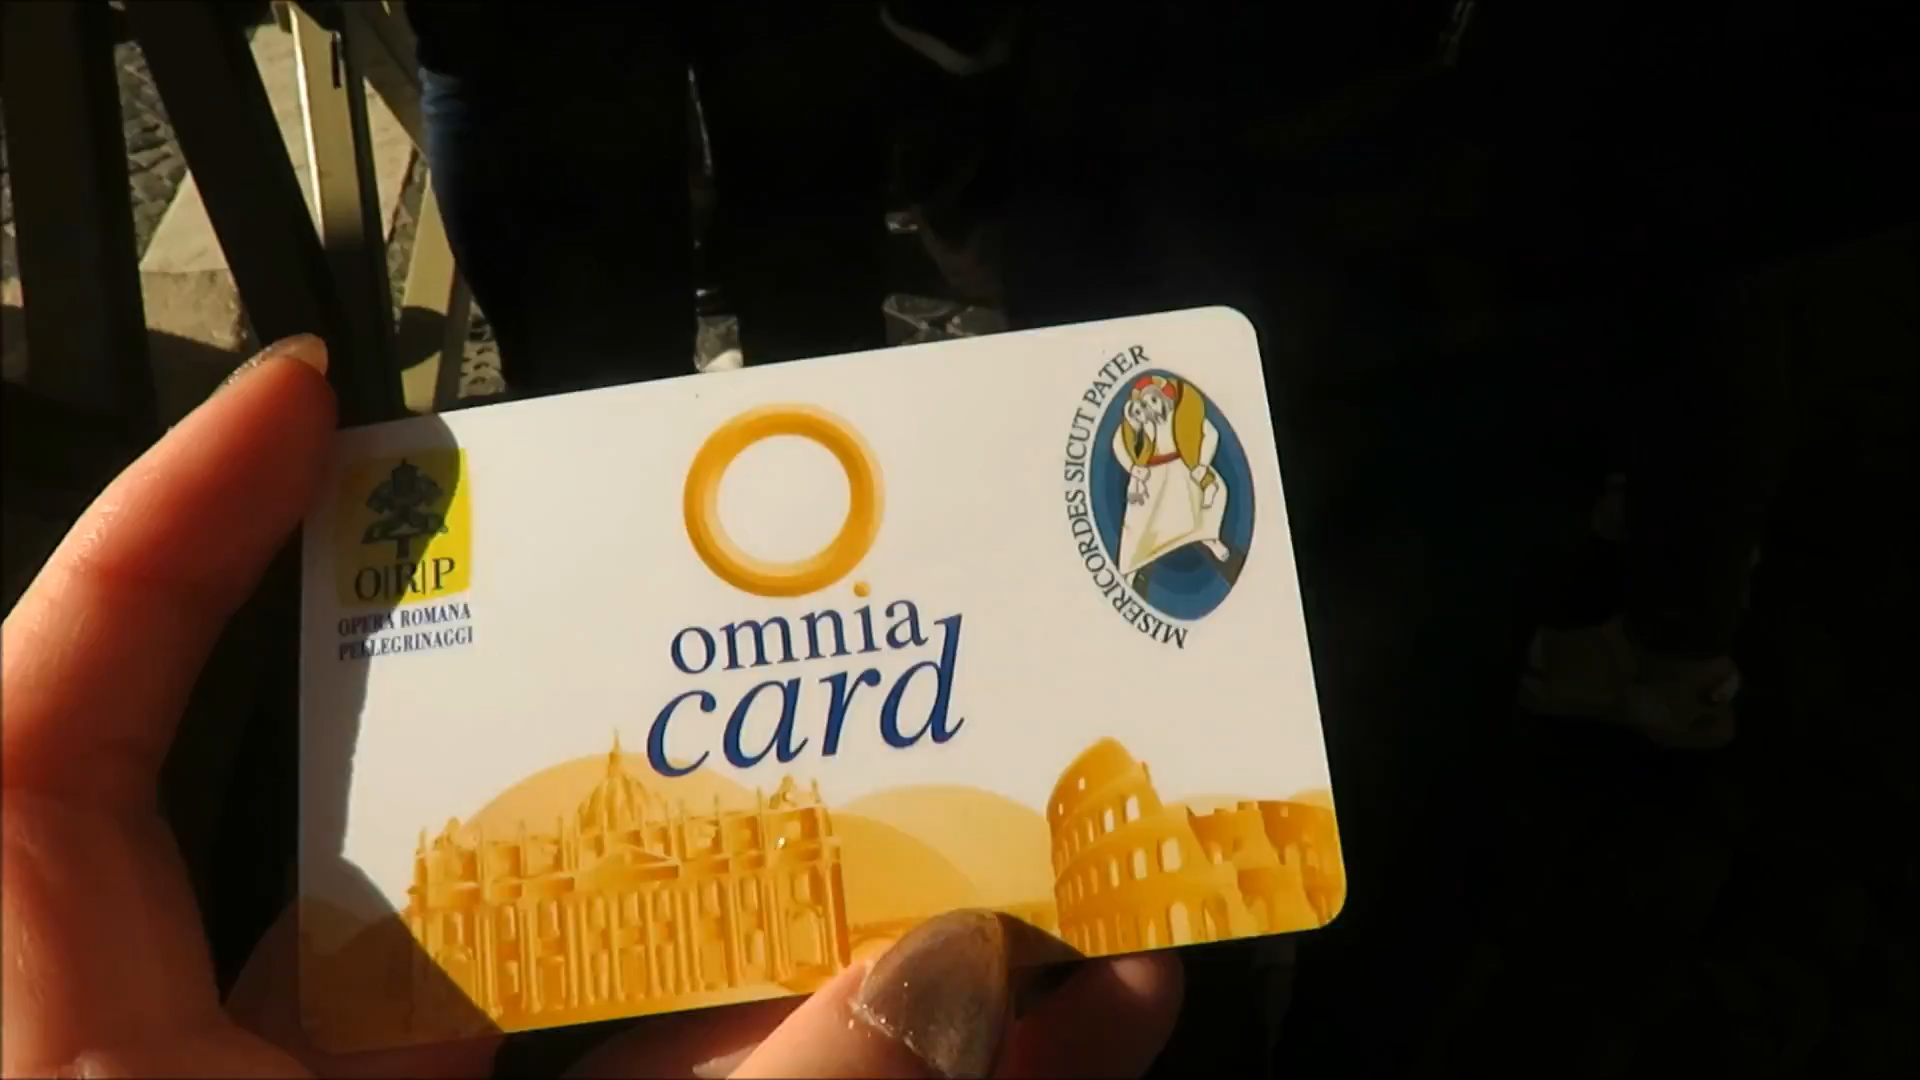 O|R|P
OPERA ROMANA
PELLEGRINAGGI
omnia
card
MISERICORDES SICUT PATER